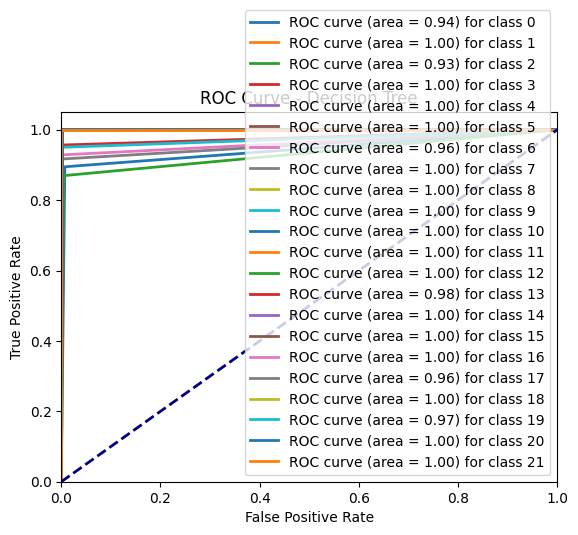 ROC curve (area = 0.94) for class 0
ROC curve (area = 1.00) for class 1
ROC curve (area = 0.93) for class 2
ROC curve (area = 1.00) for class 3
ROC curve (area = 1.00) for class 4
ROC curve (area = 1.00) for class 5
ROC curve (area = 0.96) for class 6
ROC curve (area = 1.00) for class 7
ROC curve (area = 1.00) for class 8
ROC curve (area = 1.00) for class 9
ROC curve (area = 1.00) for class 10
ROC curve (area = 1.00) for class 11
ROC curve (area = 1.00) for class 12
ROC curve (area = 0.98) for class 13
ROC curve (area = 1.00) for class 14
ROC curve (area = 1.00) for class 15
ROC curve (area = 1.00) for class 16
ROC curve (area = 0.96) for class 17
ROC curve (area = 1.00) for class 18
ROC curve (area = 0.97) for class 19
ROC curve (area = 1.00) for class 20
ROC curve (area = 1.00) for class 21
ROC Curve - Decision Tree
True Positive Rate
1.0
0.8
0.6
0.4
0.2
0.0
0.0 0.2 0.4 0.6 0.8 1.0
False Positive Rate